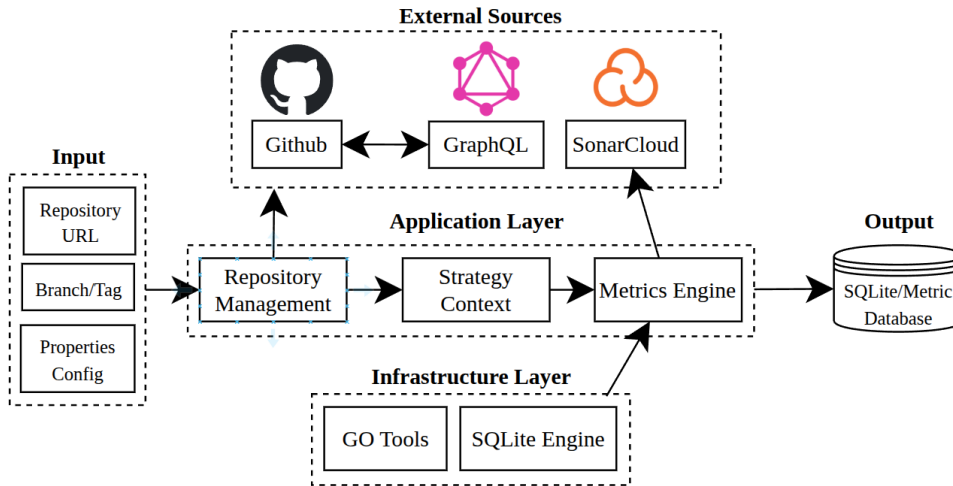 External Sources
Github
GraphQL
SonarCloud
Input
Repository
URL
Branch/Tag
Properties
Config
Application Layer
Repository
Management
Strategy
Context
Metrics Engine
Output
SQLite/Metric
Database
Infrastructure Layer
GO Tools
SQLite Engine